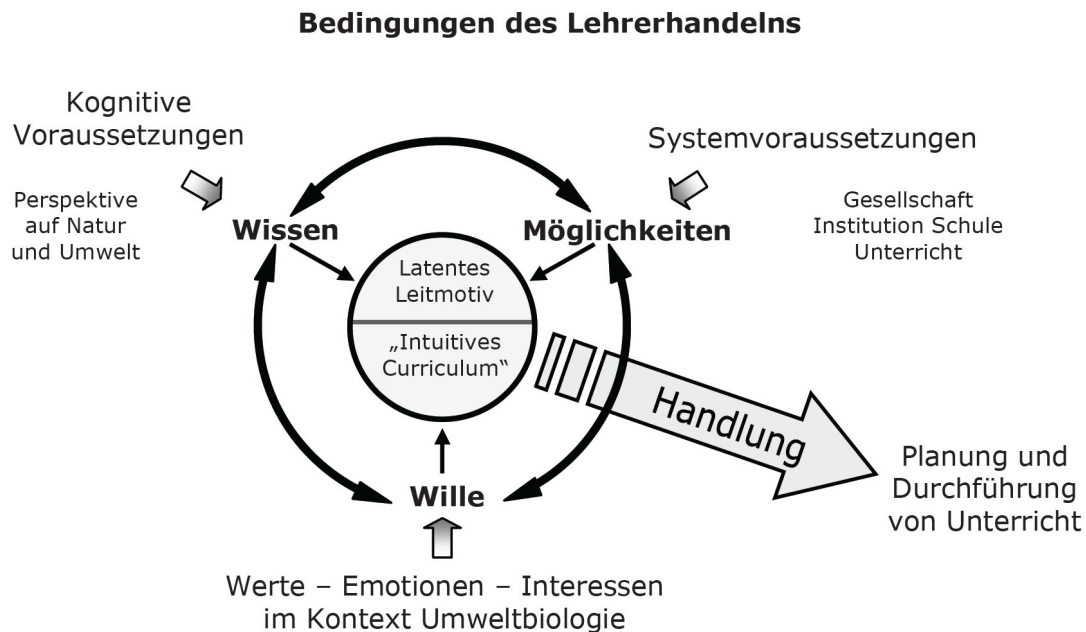 Bedingungen des Lehrerhandelns
Kognitive
Voraussetzungen
Systemvoraussetzungen
Perspektive
auf Natur
und Umwelt
Gesellschaft
Institution Schule
Unterricht
Wissen
Möglichkeiten
Latentes
Leitmotiv
„Intuitives
Curriculum“
Handlung
Planung und
Durchführung
von Unterricht
Wille
Werte – Emotionen – Interessen
im Kontext Umweltbiologie